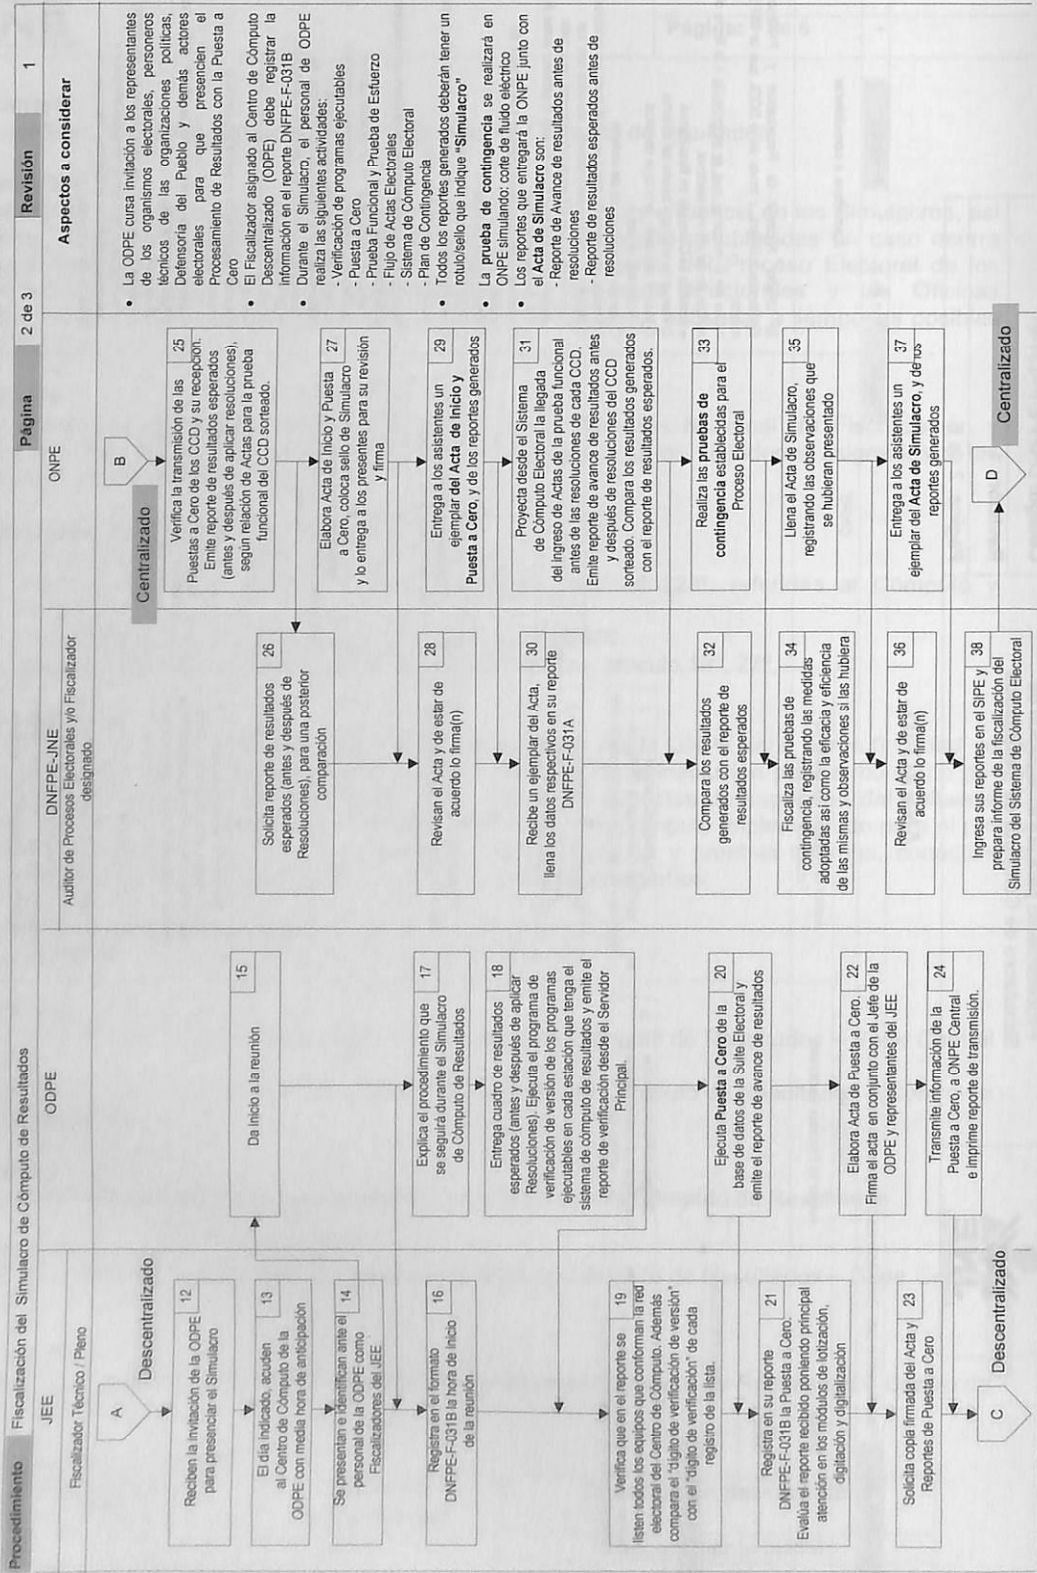 Procedimiento Fiscalización del Simulacro de Cómputo de Resultados Página 2 de 3 Revisión 1
JEE
Fiscalizador Técnico / Pleno
ODPE
DNFPE-JNE
Auditor de Procesos Electorales y/o Fiscalizador
designado
ONPE
Aspectos a considerar
A
Descentralizado
12
Reciben la invitación de la ODPE
para presenciar el Simulacro
13
El día indicado, acuden
al Centro de Cómputo de la
ODPE con media hora de anticipación
14
Se presentan e identifican ante el
personal de la ODPE como
Fiscalizadores del JEE
16
Registra en el formato
DNFPE-F-031B la hora de Inicio
de la reunión
19
Verifica que en el reporte se
listen todos los equipos que conforman la red
electoral del Centro de Cómputo. Además
compara el "dígito de verificación de versión"
con el "dígito de verificación" de cada
registro de la lista.
21
Registra en su reporte
DNFPE-F-031B la Puesta a Cero.
Evalúa el reporte recibido poniendo principal
atención en los módulos de lotización,
digitación y digitalización
23
Solicita copia firmada del Acta y
Reportes de Puesta a Cero
C
Descentralizado
15
Da inicio a la reunión
17
Explica el procedimiento que
se seguirá durante el Simulacro
de Cómputo de Resultados
18
Entrega cuadro de resultados
esperados (antes y después de aplicar
Resoluciones). Ejecuta el programa de
verificación de versión de los programas
ejecutables en cada estación que tenga el
sistema de cómputo de resultados y emite el
reporte de verificación desde el Servidor
Principal.
20
Ejecuta Puesta a Cero de la
base de datos de la Suite Electoral y
emite el reporte de avance de resultados
22
Elabora Acta de Puesta a Cero.
Firma el acta en conjunto con el Jefe de la
ODPE y representantes del JEE
24
Transmite información de la
Puesta a Cero, a ONPE Central
e imprime reporte de transmisión.
26
Solicita reporte de resultados
esperados (antes y después de
Resoluciones), para una posterior
comparación
28
Revisan el Acta y de estar de
acuerdo lo firma(n)
30
Recibe un ejemplar del Acta,
llena los datos respectivos en su reporte
DNFPE-F-031A
32
Compara los resultados
generados con el reporte de
resultados esperados
34
Fiscaliza las pruebas de
contingencia, registrando las medidas
adoptadas así como la eficacia y eficiencia
de las mismas y observaciones si las hubiera
36
Revisan el Acta y de estar de
acuerdo lo firma(n)
38
Ingresa sus reportes en el SIPE y
prepara informe de la fiscalización del
Simulacro del Sistema de Cómputo Electoral
B
Centralizado
25
Verifica la transmisión de las
Puestas a Cero de los CCD y su recepción.
Emite reporte de resultados esperados
(antes y después de aplicar resoluciones),
según relación de Actas para la prueba
funcional del CCD sorteado.
27
Elabora Acta de Inicio y Puesta
a Cero, coloca sello de Simulacro
y lo entrega a los presentes para su revisión
y firma
29
Entrega a los asistentes un
ejemplar del Acta de Inicio y
Puesta a Cero, y de los reportes generados
31
Proyecta desde el Sistema
de Cómputo Electoral la llegada
del ingreso de Actas de la prueba funcional
antes de las resoluciones de cada CCD.
Emite reporte de avance de resultados antes
y después de resoluciones del CCD
sorteado. Compara los resultados generados
con el reporte de resultados esperados.
33
Realiza las pruebas de
contingencia establecidas para el
Proceso Electoral
35
Llena el Acta de Simulacro,
registrando las observaciones que
se hubieran presentado
37
Entrega a los asistentes un
ejemplar del Acta de Simulacro, y de los
reportes generados
D
Centralizado
• La ODPE cursa invitación a los representantes
de los organismos electorales, personeros
técnicos de las organizaciones políticas,
Defensoría del Pueblo y demás actores
electorales para que presencien el
Procesamiento de Resultados con la Puesta a
Cero
• El Fiscalizador asignado al Centro de Cómputo
Descentralizado (ODPE) debe registrar la
información en el reporte DNFPE-F-031B
• Durante el Simulacro, el personal de ODPE
realiza las siguientes actividades:
- Verificación de programas ejecutables
- Puesta a Cero
- Prueba Funcional y Prueba de Esfuerzo
- Flujo de Actas Electorales
- Sistema de Cómputo Electoral
- Plan de Contingencia
• Todos los reportes generados deberán tener un
rotulo/sello que indique "Simulacro"
• La prueba de contingencia se realizará en
ONPE simulando: corte de fluido eléctrico
• Los reportes que entregará la ONPE junto con
el Acta de Simulacro son:
- Reporte de Avance de resultados antes de
resoluciones
- Reporte de resultados esperados antes de
resoluciones